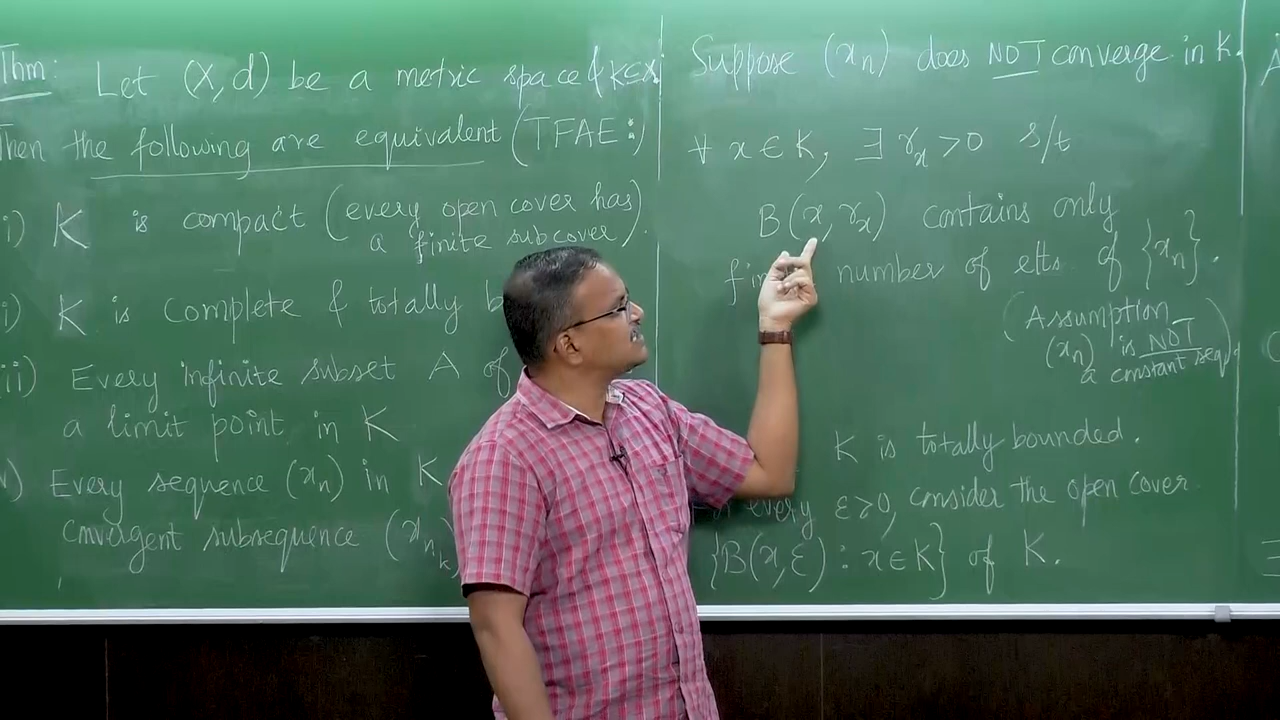 Thm: Let (X, d) be a metric space & K⊆X.
Then the following are equivalent (TFAE:)
i) K is compact (every open cover has
a finite subcover).
i) K is complete & totally b
ii) Every infinite subset A of
a limit point in K
v) Every sequence (xₙ) in K
convergent subsequence (x_{n_k}
Suppose (xₙ) does NOT converge in K.
∀ x ∈ K, ∃ rₓ >0 s/t
B(x, rₓ) contains only
number of elts of {xₙ}.
(Assumption
(xₙ) is NOT
a constant seq).
K is totally bounded.
every ε>0, consider the open cover
{B(x,ε) : x∈K} of K.